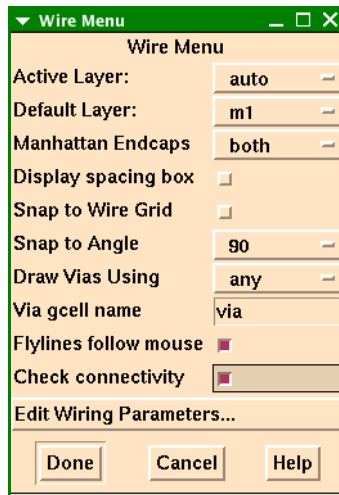 Wire Menu
Wire Menu
Active Layer: auto
Default Layer: m1
Manhattan Endcaps both
Display spacing box
Snap to Wire Grid
Snap to Angle 90
Draw Vias Using any
Via gcell name via
Flylines follow mouse
Check connectivity
Edit Wiring Parameters...
Done Cancel Help